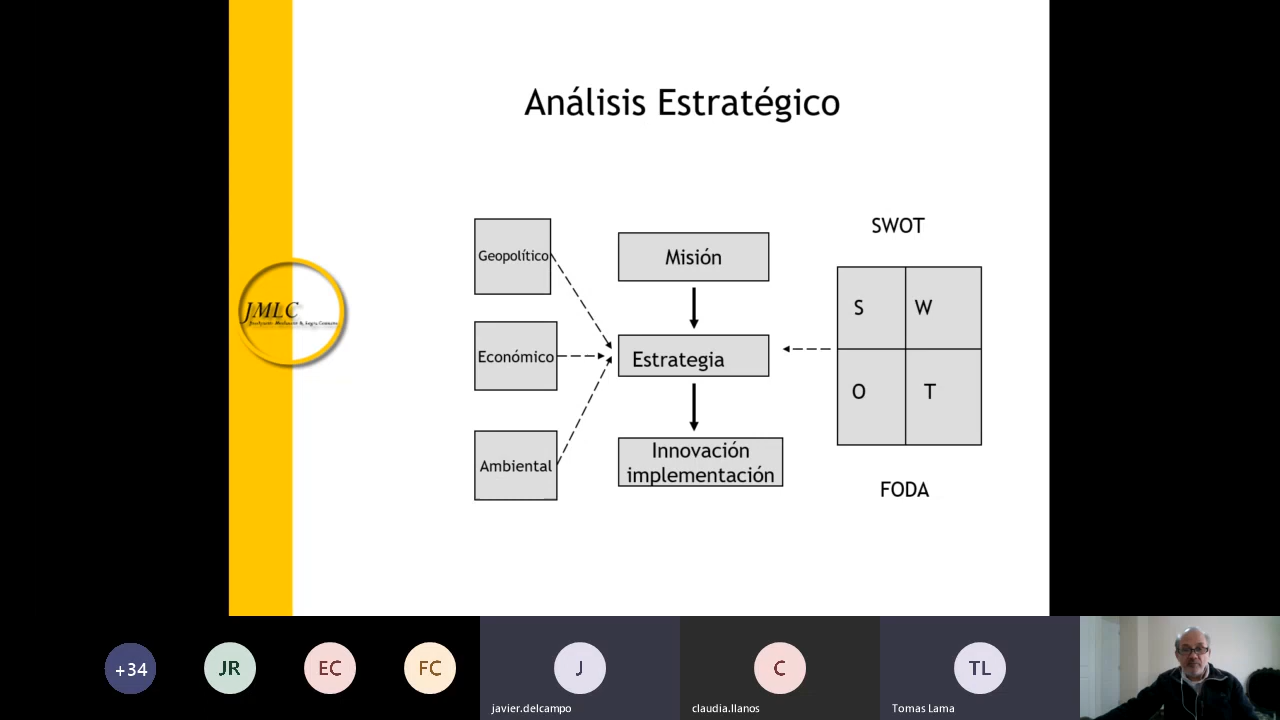 Análisis Estratégico
SWOT
Geopolítico
Misión
JMLC
S
W
Económico
Estrategia
O
T
Innovación
implementación
Ambiental
FODA
+34
JR
EC
FC
J
C
TL
javier.delcampo
claudia.llanos
Tomas Lama